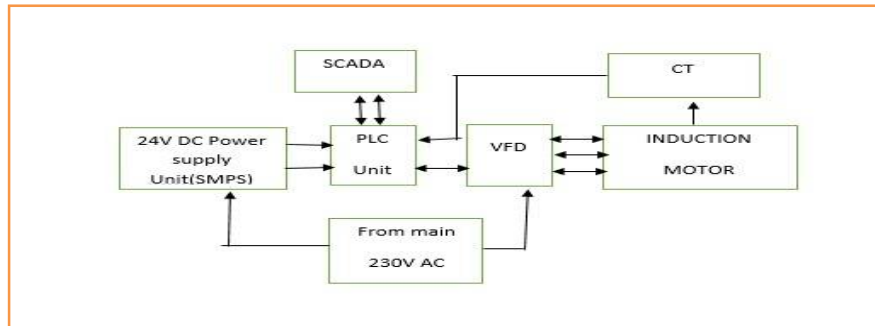 SCADA
CT
24V DC Power
supply
Unit(SMPS)
PLC
Unit
VFD
INDUCTION
MOTOR
From main
230V AC